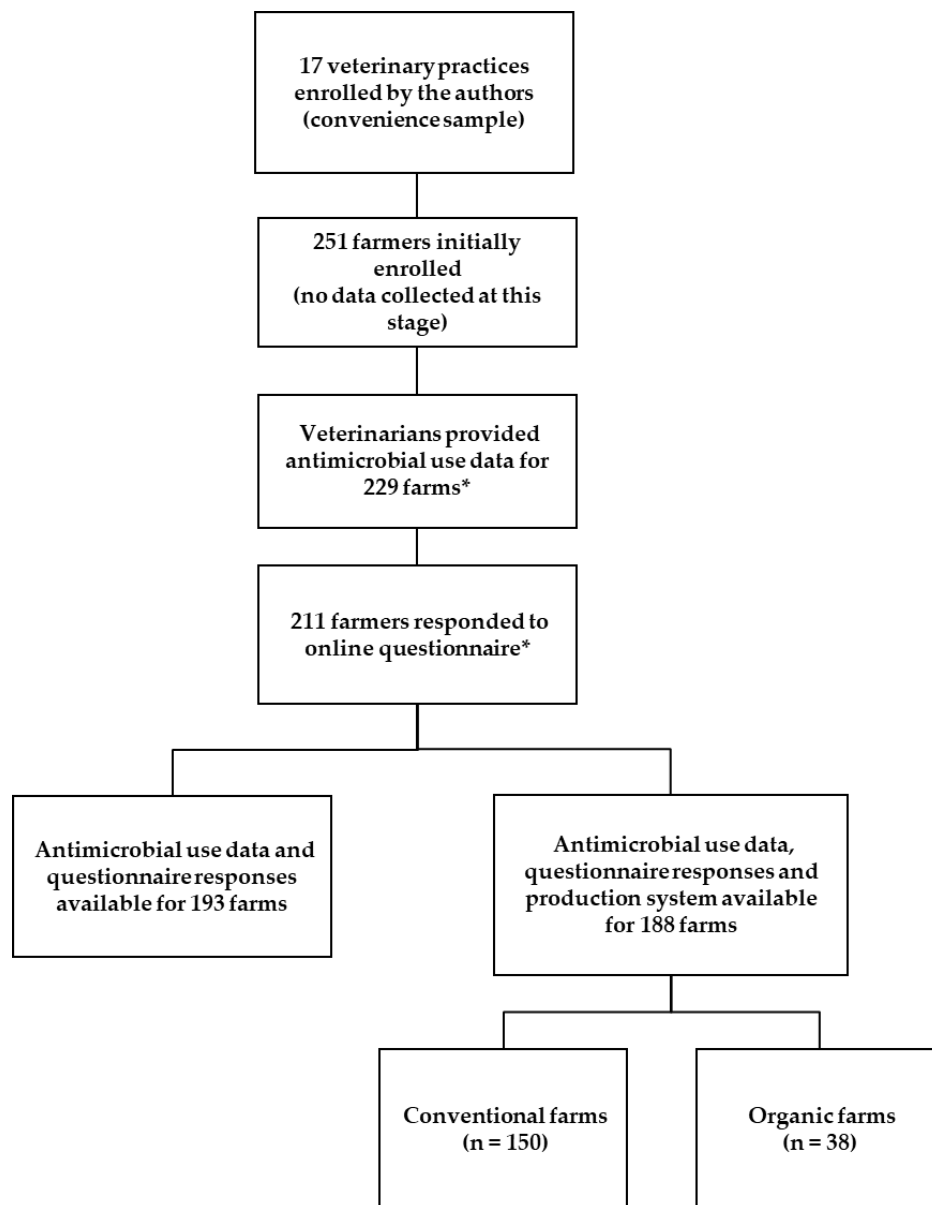 17 veterinary practices
enrolled by the authors
(convenience sample)
251 farmers initially
enrolled
(no data collected at this
stage)
Veterinarians provided
antimicrobial use data for
229 farms*
211 farmers responded to
online questionnaire*
Antimicrobial use data and
questionnaire responses
available for 193 farms
Antimicrobial use data,
questionnaire responses and
production system available
for 188 farms
Conventional farms
(n = 150)
Organic farms
(n = 38)